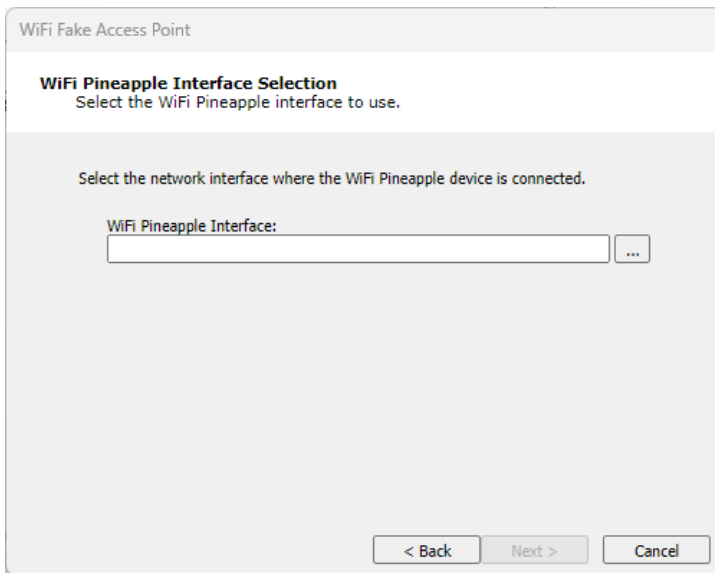 WiFi Fake Access Point
WiFi Pineapple Interface Selection
Select the WiFi Pineapple interface to use.
Select the network interface where the WiFi Pineapple device is connected.
WiFi Pineapple Interface:
...
< Back Next > Cancel